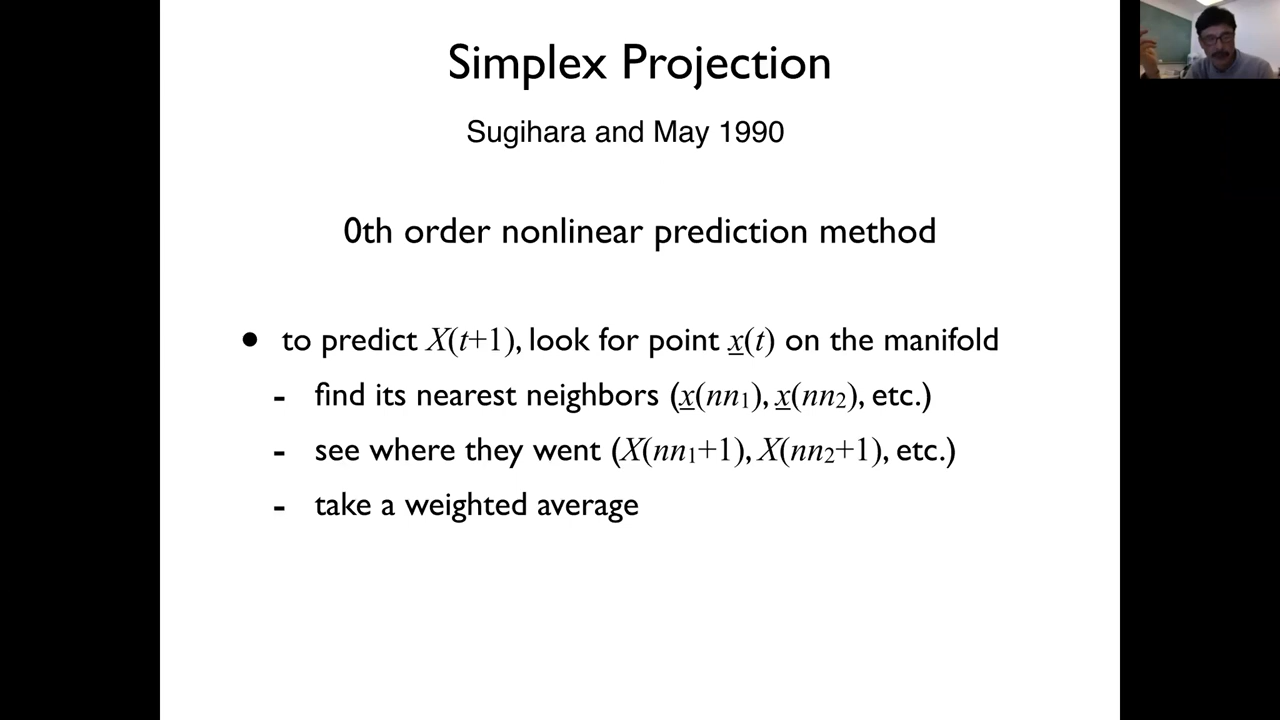 Simplex Projection
Sugihara and May 1990
0th order nonlinear prediction method
• to predict X(t+1), look for point x(t) on the manifold
- find its nearest neighbors (x(nn1), x(nn2), etc.)
- see where they went (X(nn1+1), X(nn2+1), etc.)
- take a weighted average